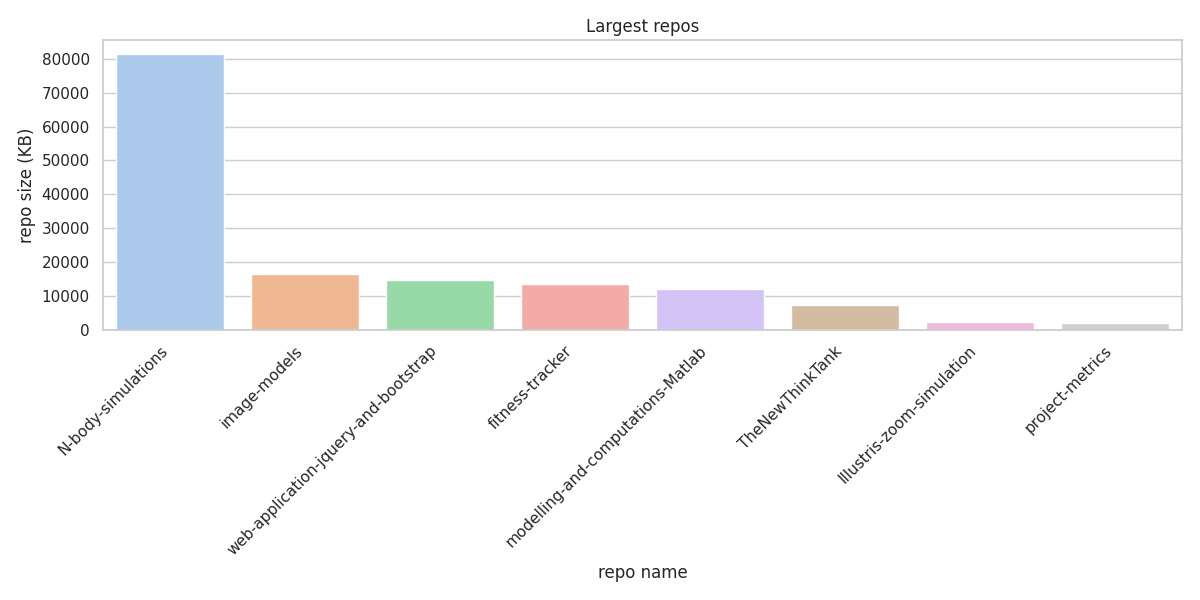 Largest repos
repo size (KB)
80000
70000
60000
50000
40000
30000
20000
10000
0
N-body-simulations
image-models
web-application-jquery-and-bootstrap
fitness-tracker
modelling-and-computations-Matlab
TheNewThinkTank
Illustris-zoom-simulation
project-metrics
repo name